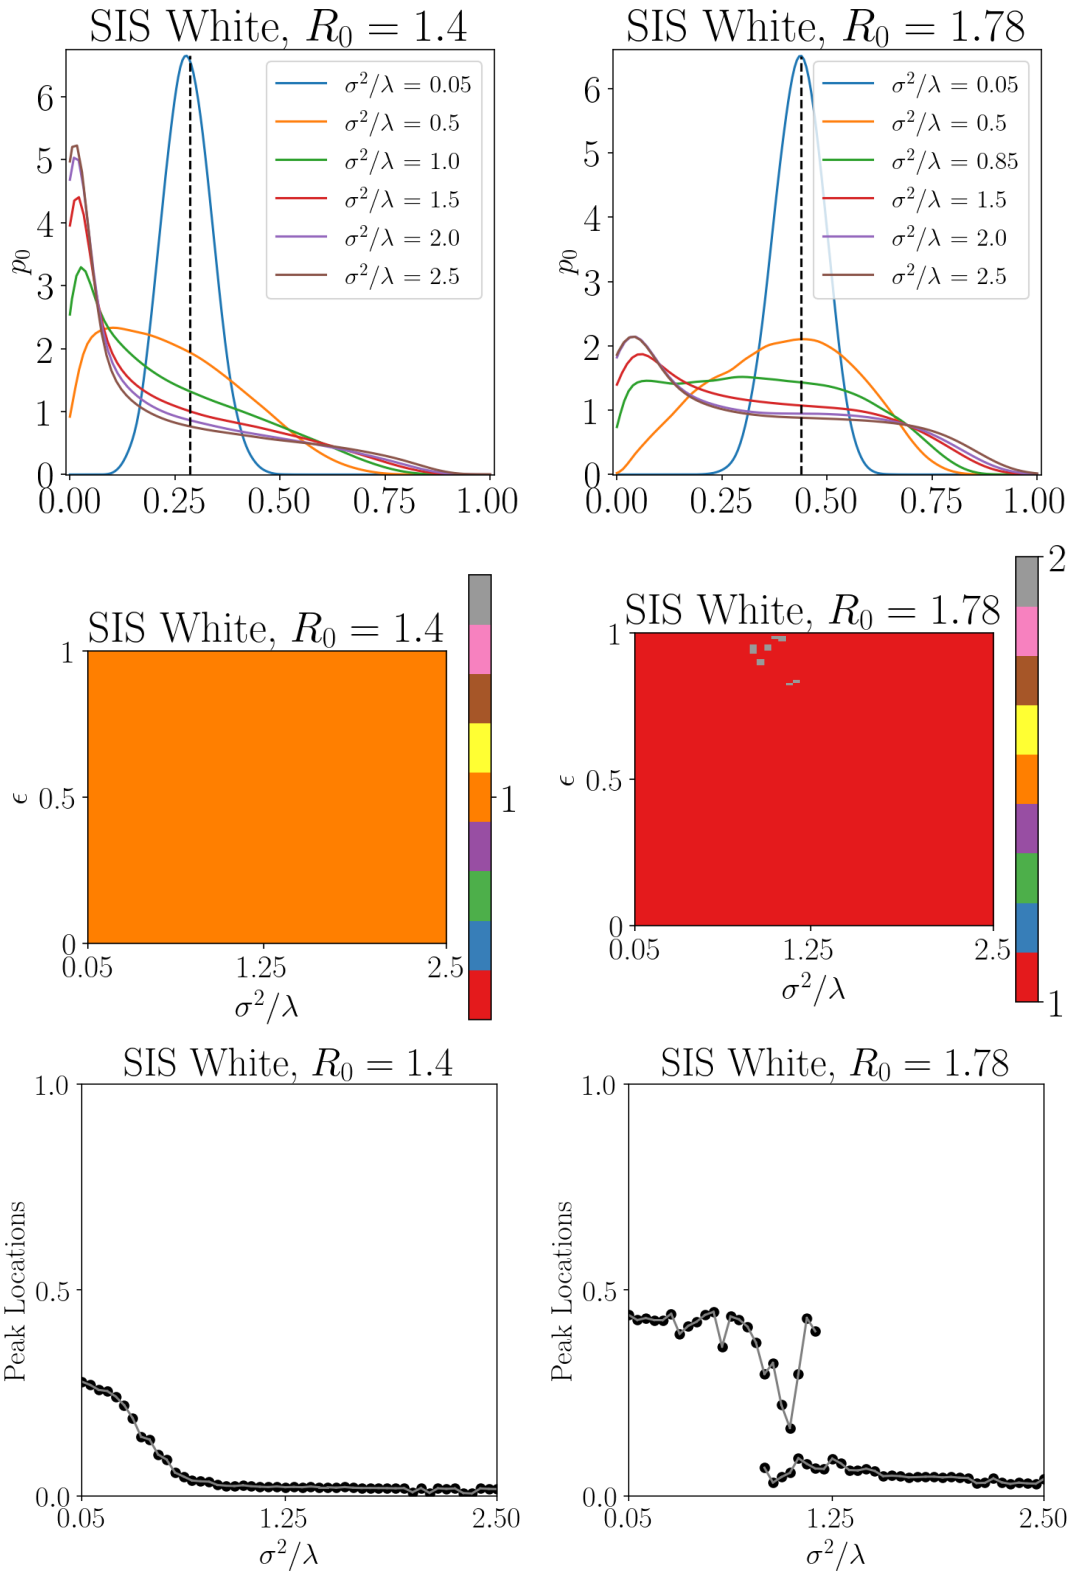 SIS White, R₀ = 1.4
p₀
6
5
4
3
2
1
0
σ²/λ = 0.05
σ²/λ = 0.5
σ²/λ = 1.0
σ²/λ = 1.5
σ²/λ = 2.0
σ²/λ = 2.5
0.00 0.25 0.50 0.75 1.00
SIS White, R₀ = 1.78
p₀
6
5
4
3
2
1
0
σ²/λ = 0.05
σ²/λ = 0.5
σ²/λ = 0.85
σ²/λ = 1.5
σ²/λ = 2.0
σ²/λ = 2.5
0.00 0.25 0.50 0.75 1.00
SIS White, R₀ = 1.4
1
ϵ 0.5
0
0.05 1.25 2.5
σ²/λ
1
SIS White, R₀ = 1.78
1
ϵ 0.5
0
0.05 1.25 2.5
σ²/λ
2
1
SIS White, R₀ = 1.4
Peak Locations
1.0
0.5
0.0
0.05 1.25 2.50
σ²/λ
SIS White, R₀ = 1.78
Peak Locations
1.0
0.5
0.0
0.05 1.25 2.50
σ²/λ